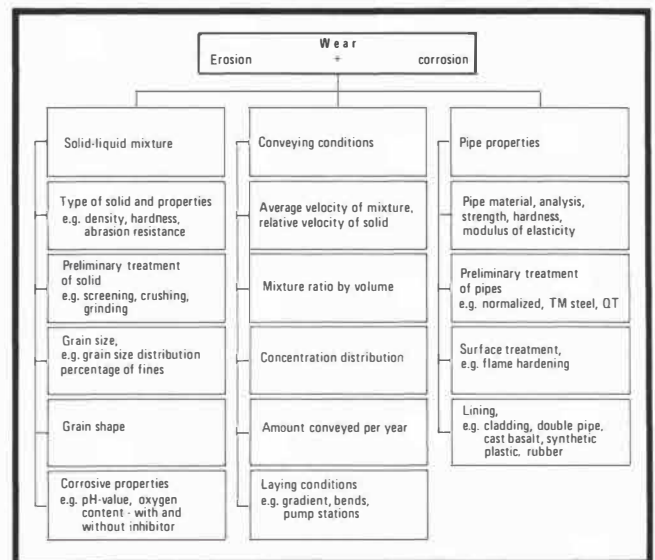 Wear
Erosion + corrosion
Solid-liquid mixture
Type of solid and properties
e.g. density, hardness,
abrasion resistance
Preliminary treatment
of solid
e.g. screening, crushing,
grinding
Grain size,
e.g. grain size distribution
percentage of fines
Grain shape
Corrosive properties
e.g. pH-value, oxygen
content - with and
without inhibitor
Conveying conditions
Average velocity of mixture,
relative velocity of solid
Mixture ratio by volume
Concentration distribution
Amount conveyed per year
Laying conditions
e.g. gradient, bends,
pump stations
Pipe properties
Pipe material, analysis,
strength, hardness,
modulus of elasticity
Preliminary treatment
of pipes
e.g. normalized, TM steel, QT
Surface treatment,
e.g. flame hardening
Lining,
e.g. cladding, double pipe,
cast basalt, synthetic
plastic, rubber